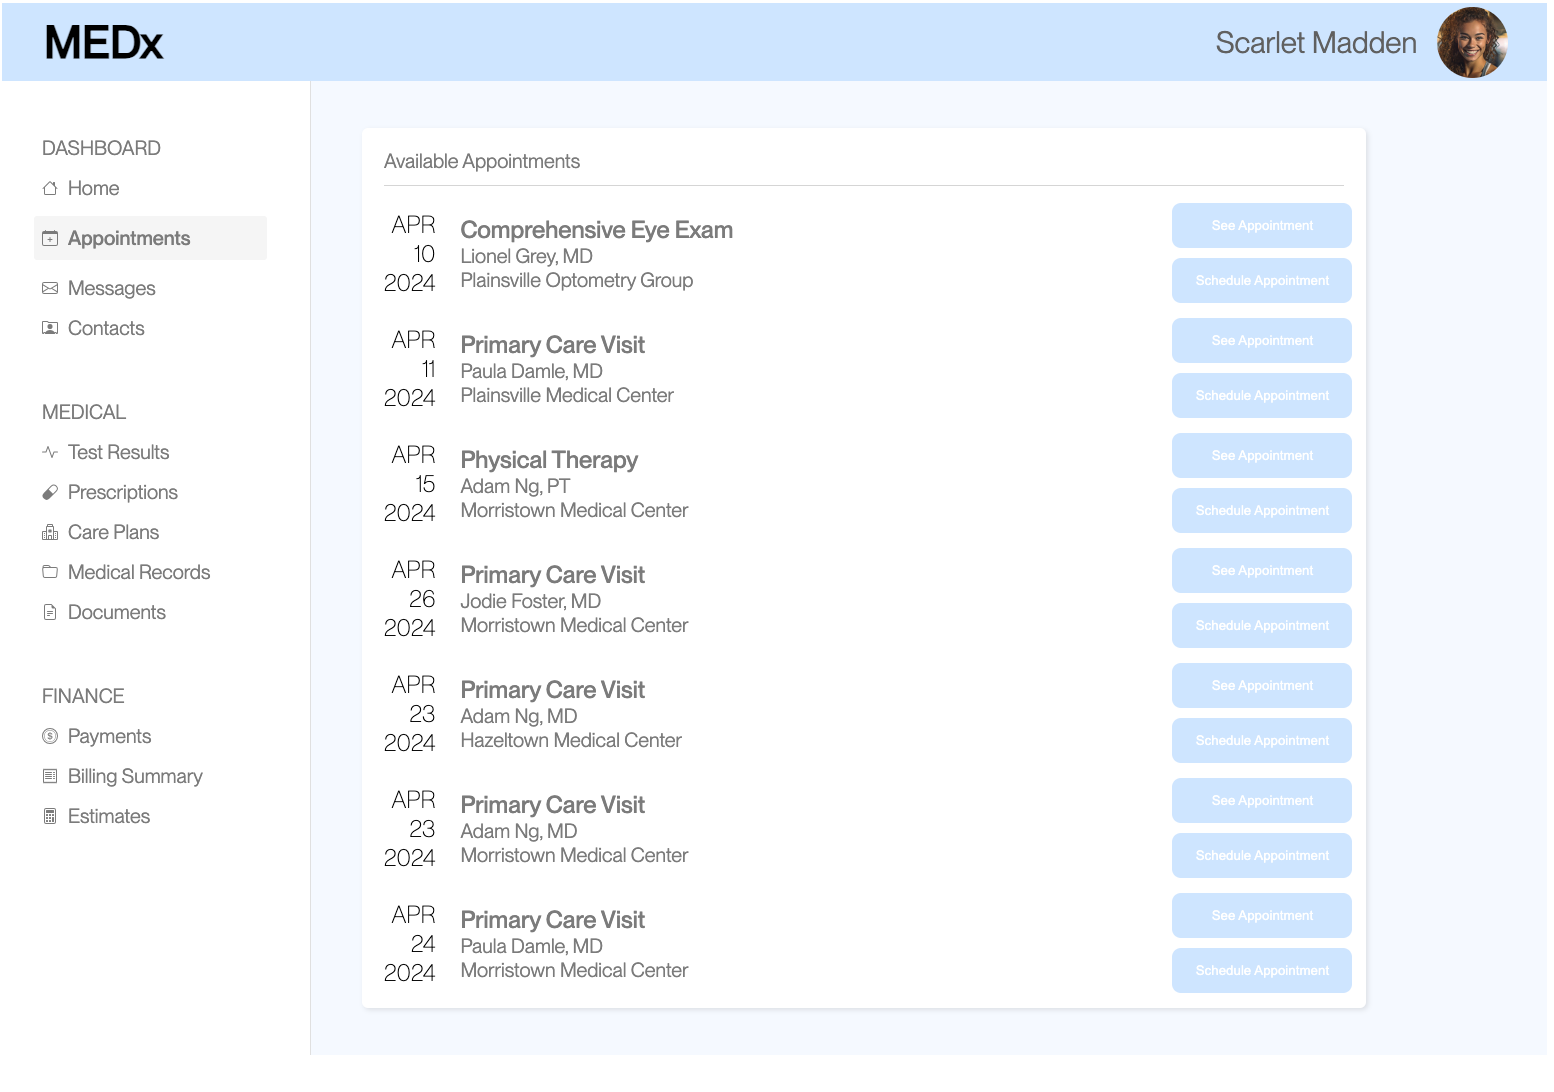 MEDx
Scarlet Madden
DASHBOARD
Home
Appointments
Messages
Contacts
MEDICAL
Test Results
Prescriptions
Care Plans
Medical Records
Documents
FINANCE
Payments
Billing Summary
Estimates
Available Appointments
APR
10
2024
Comprehensive Eye Exam
Lionel Grey, MD
Plainsville Optometry Group
See Appointment
Schedule Appointment
APR
11
2024
Primary Care Visit
Paula Damle, MD
Plainsville Medical Center
See Appointment
Schedule Appointment
APR
15
2024
Physical Therapy
Adam Ng, PT
Morristown Medical Center
See Appointment
Schedule Appointment
APR
26
2024
Primary Care Visit
Jodie Foster, MD
Morristown Medical Center
See Appointment
Schedule Appointment
APR
23
2024
Primary Care Visit
Adam Ng, MD
Hazeltown Medical Center
See Appointment
Schedule Appointment
APR
23
2024
Primary Care Visit
Adam Ng, MD
Morristown Medical Center
See Appointment
Schedule Appointment
APR
24
2024
Primary Care Visit
Paula Damle, MD
Morristown Medical Center
See Appointment
Schedule Appointment